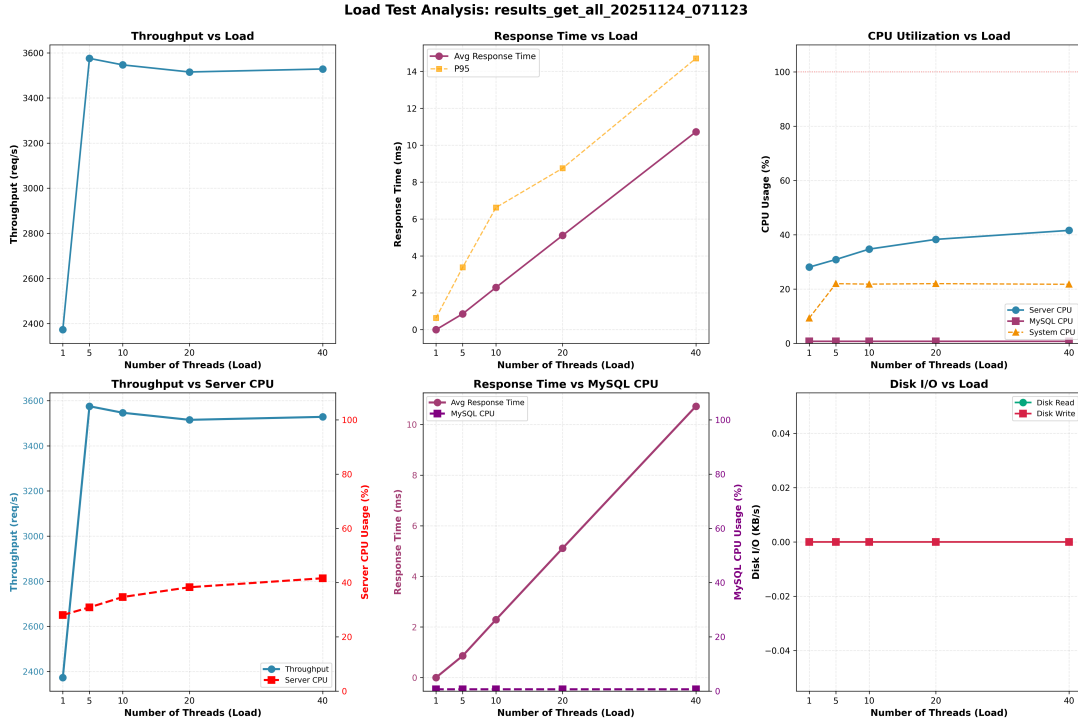 Load Test Analysis: results_get_all_20251124_071123
Throughput vs Load
Throughput (req/s)
3600
3400
3200
3000
2800
2600
2400
1 5 10 20 40
Number of Threads (Load)
Response Time vs Load
Avg Response Time
P95
Response Time (ms)
14
12
10
8
6
4
2
0
1 5 10 20 40
Number of Threads (Load)
CPU Utilization vs Load
CPU Usage (%)
100
80
60
40
20
0
Server CPU
MySQL CPU
System CPU
1 5 10 20 40
Number of Threads (Load)
Throughput vs Server CPU
Throughput (req/s)
3600
3400
3200
3000
2800
2600
2400
100
80
60
40
20
0
Server CPU Usage (%)
Throughput
Server CPU
1 5 10 20 40
Number of Threads (Load)
Response Time vs MySQL CPU
Avg Response Time
MySQL CPU
Response Time (ms)
10
8
6
4
2
0
100
80
60
40
20
0
MySQL CPU Usage (%)
1 5 10 20 40
Number of Threads (Load)
Disk I/O vs Load
Disk Read
Disk Write
Disk I/O (KB/s)
0.04
0.02
0.00
−0.02
−0.04
1 5 10 20 40
Number of Threads (Load)